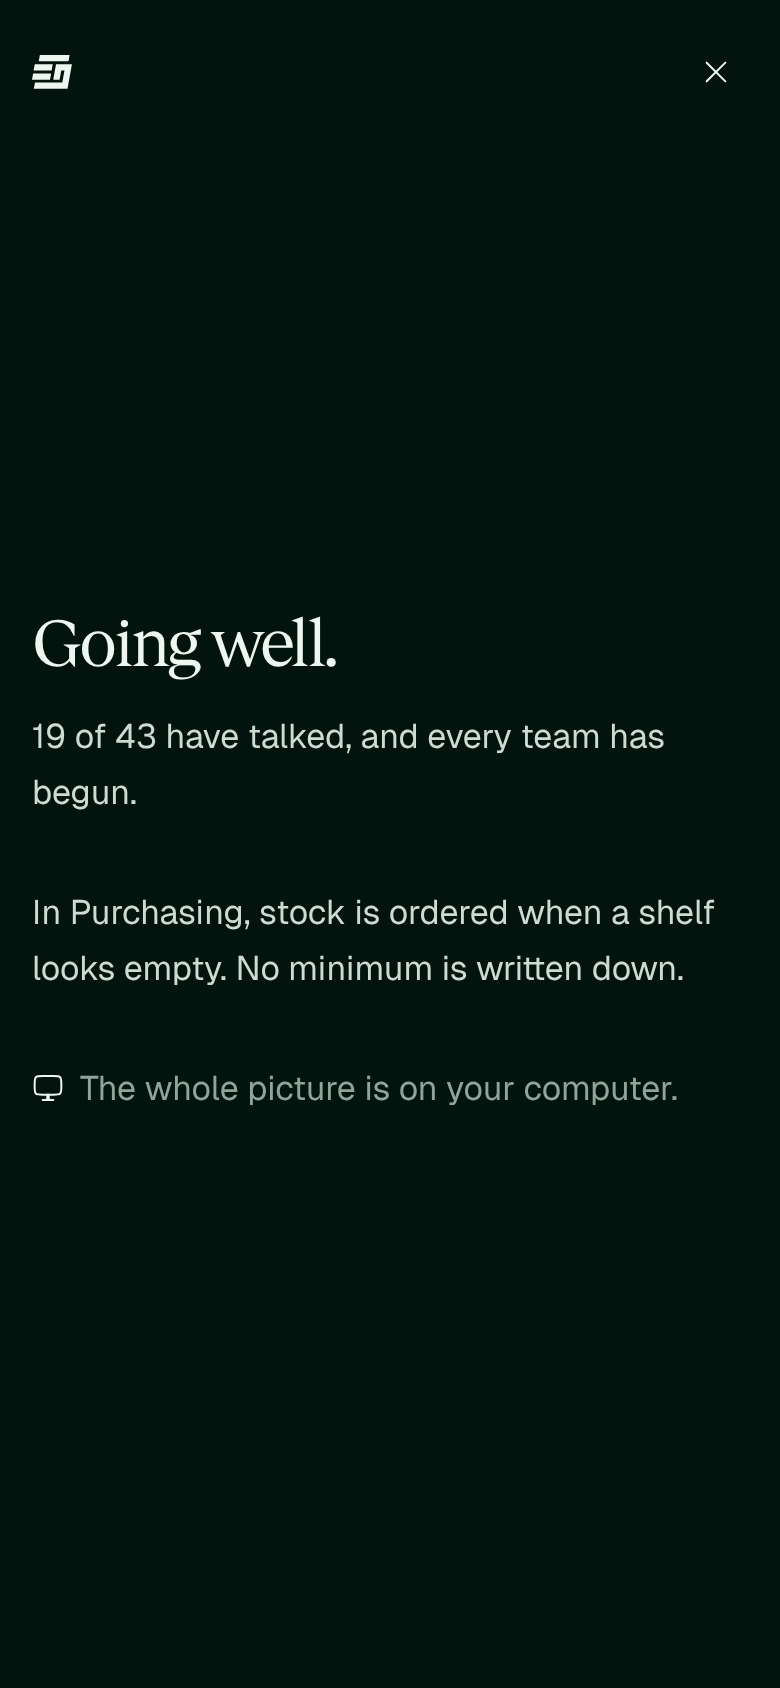 Going well.
19 of 43 have talked, and every team has
begun.
In Purchasing, stock is ordered when a shelf
looks empty. No minimum is written down.
The whole picture is on your computer.